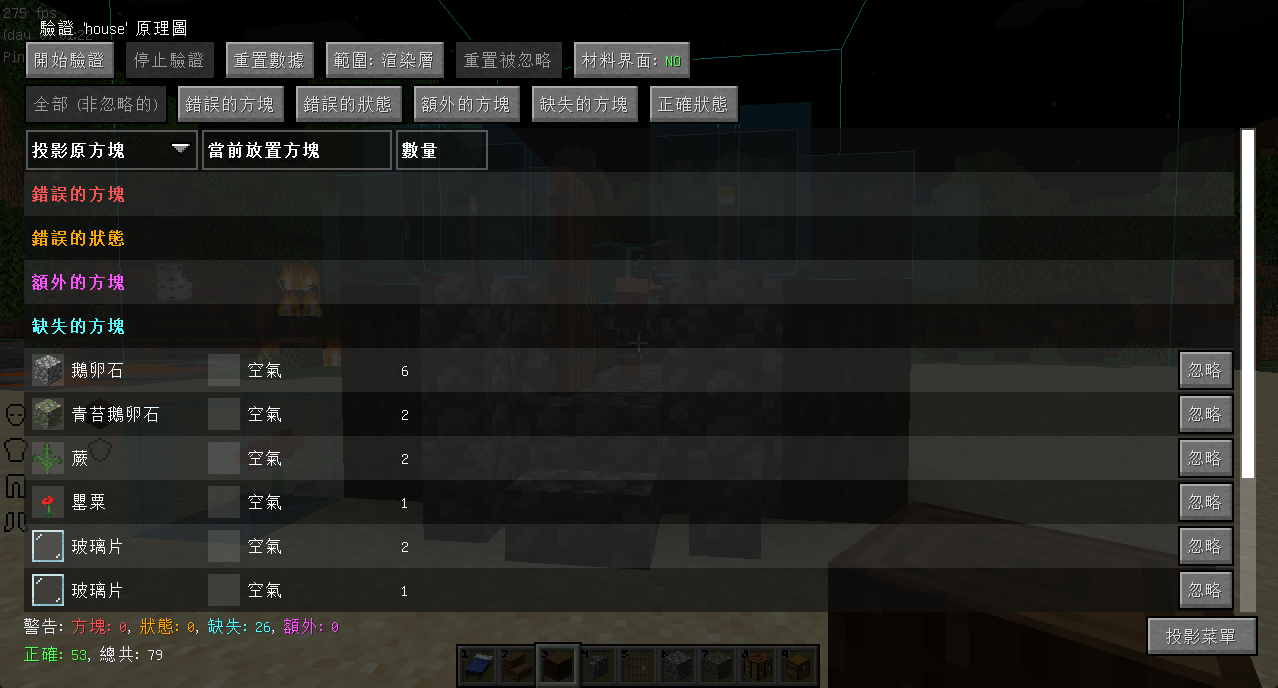 275 fps
驗證 'house' 原理圖
開始驗證 停止驗證 重置數據 範圍: 渲染層 重置被忽略 材料界面: NO
全部 (非忽略的) 錯誤的方塊 錯誤的狀態 額外的方塊 缺失的方塊 正確狀態
投影原方塊 當前放置方塊 數量
錯誤的方塊
錯誤的狀態
額外的方塊
缺失的方塊
鵝卵石 空氣 6 忽略
青苔鵝卵石 空氣 2 忽略
蕨 空氣 2 忽略
罌粟 空氣 1 忽略
玻璃片 空氣 2 忽略
玻璃片 空氣 1 忽略
警告: 方塊: 0, 狀態: 0, 缺失: 26, 額外: 0
正確: 53, 總共: 79
投影菜單